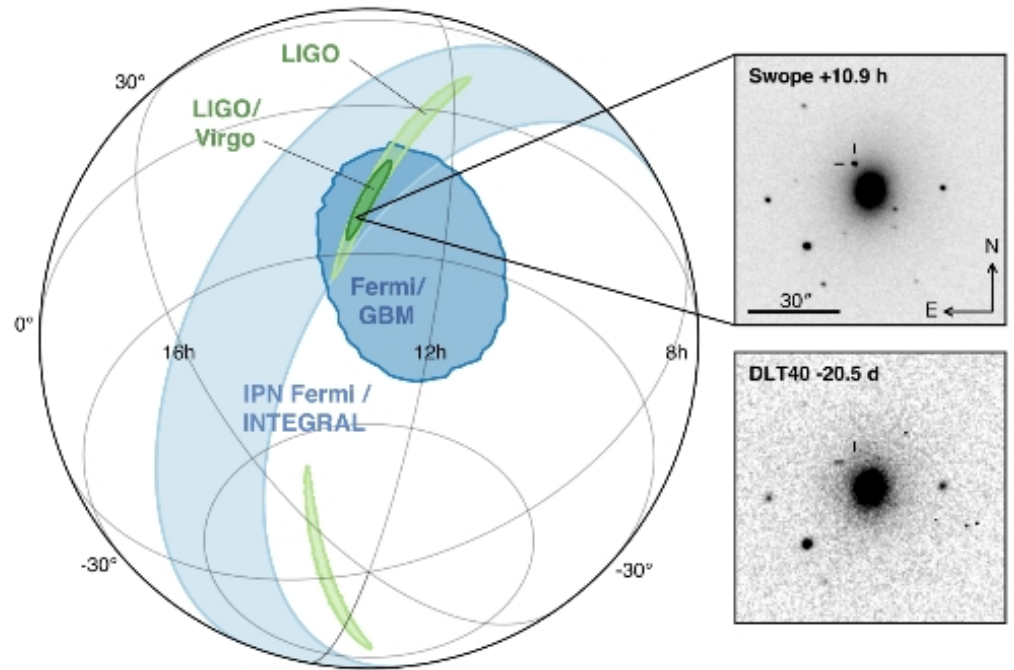 LIGO
30°
LIGO/
Virgo
Fermi/
GBM
0°
16h
12h
8h
IPN Fermi /
INTEGRAL
-30°
-30°
Swope +10.9 h
N
30"
E
DLT40 -20.5 d